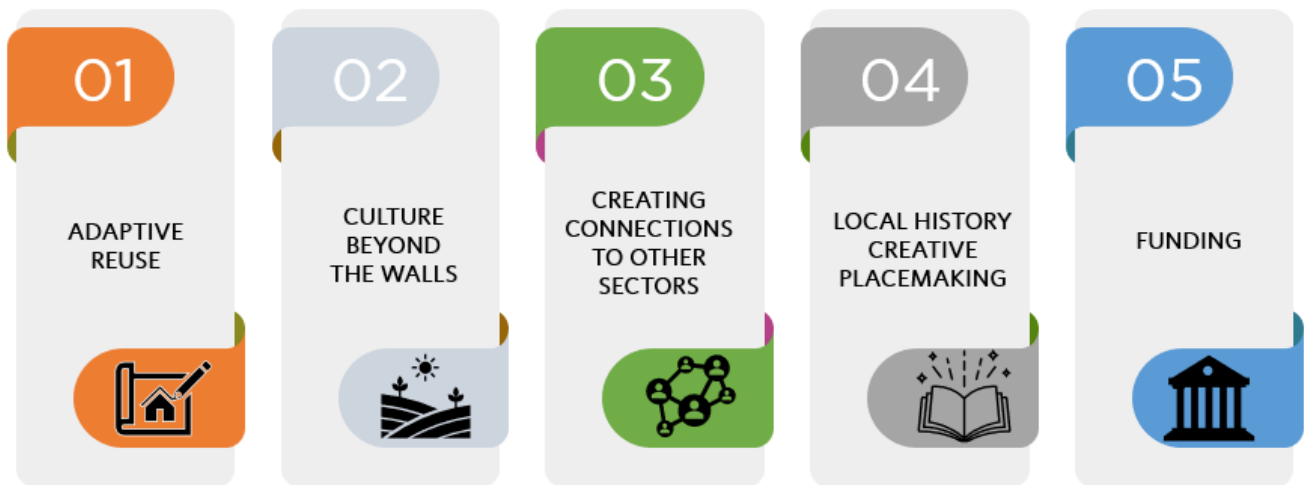 01
ADAPTIVE
REUSE
02
CULTURE
BEYOND
THE WALLS
03
CREATING
CONNECTIONS
TO OTHER
SECTORS
04
LOCAL HISTORY
CREATIVE
PLACEMAKING
05
FUNDING